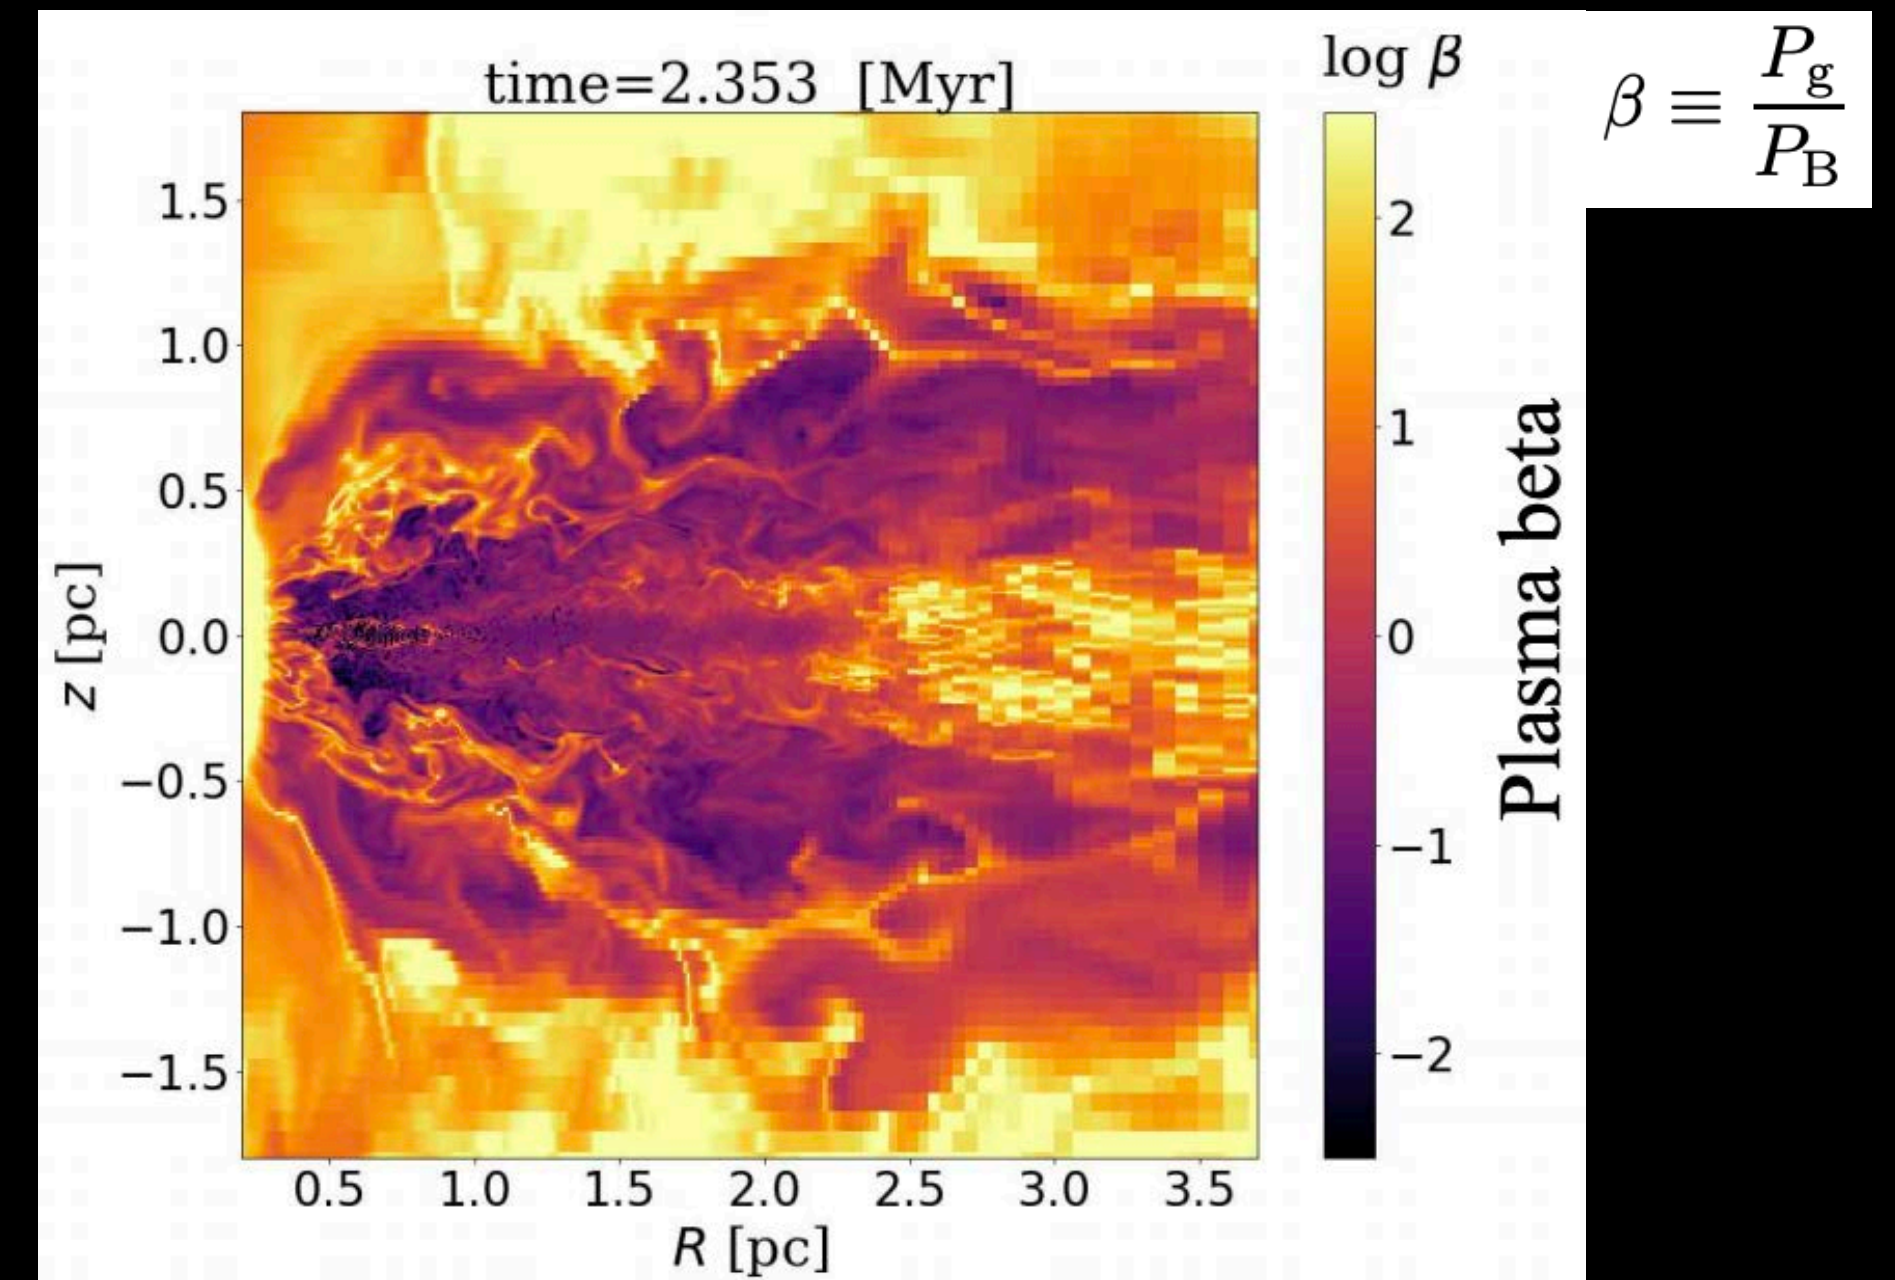 time=2.353 [Myr]
log β
β ≡ P_g / P_B
1.5
1.0
0.5
0.0
−0.5
−1.0
−1.5
z [pc]
0.5 1.0 1.5 2.0 2.5 3.0 3.5
R [pc]
2
1
0
−1
−2
Plasma beta